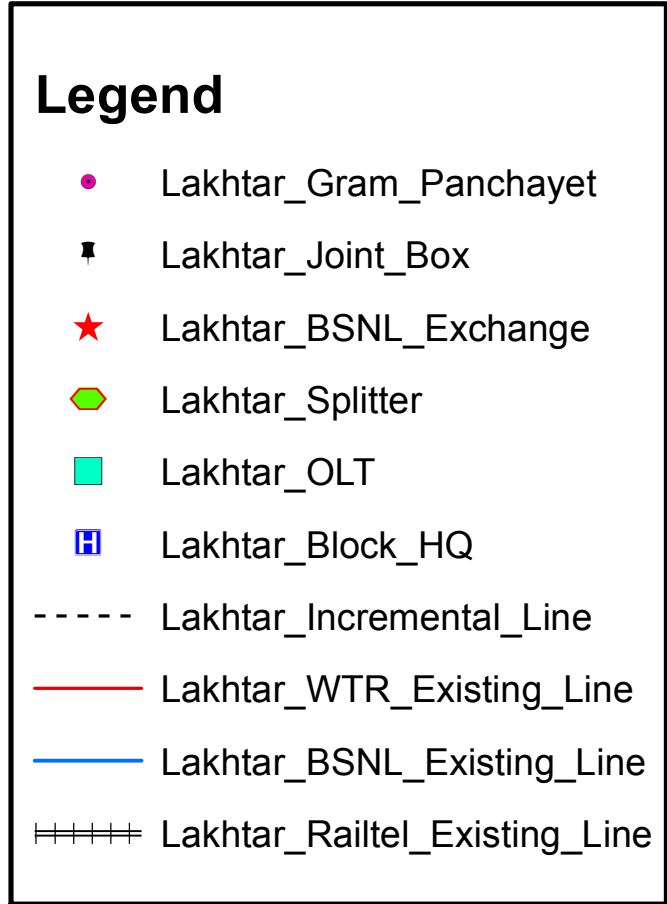 Legend
Lakhtar_Gram_Panchayet
Lakhtar_Joint_Box
Lakhtar_BSNL_Exchange
Lakhtar_Splitter
Lakhtar_OLT
H Lakhtar_Block_HQ
Lakhtar_Incremental_Line
Lakhtar_WTR_Existing_Line
Lakhtar_BSNL_Existing_Line
Lakhtar_Railtel_Existing_Line